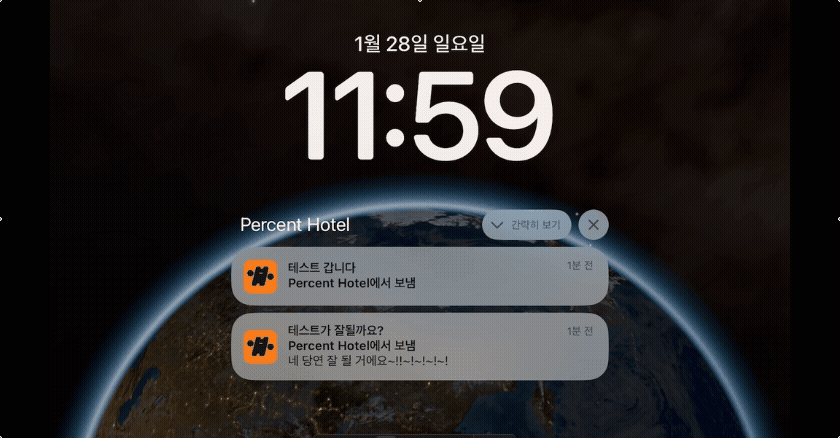 1월 28일 일요일
11:59
Percent Hotel
간략히 보기
테스트 갑니다
1분 전
Percent Hotel에서 보냄
테스트가 잘될까요?
1분 전
Percent Hotel에서 보냄
네 당연 잘 될 거에요~!!~!~!~!~!